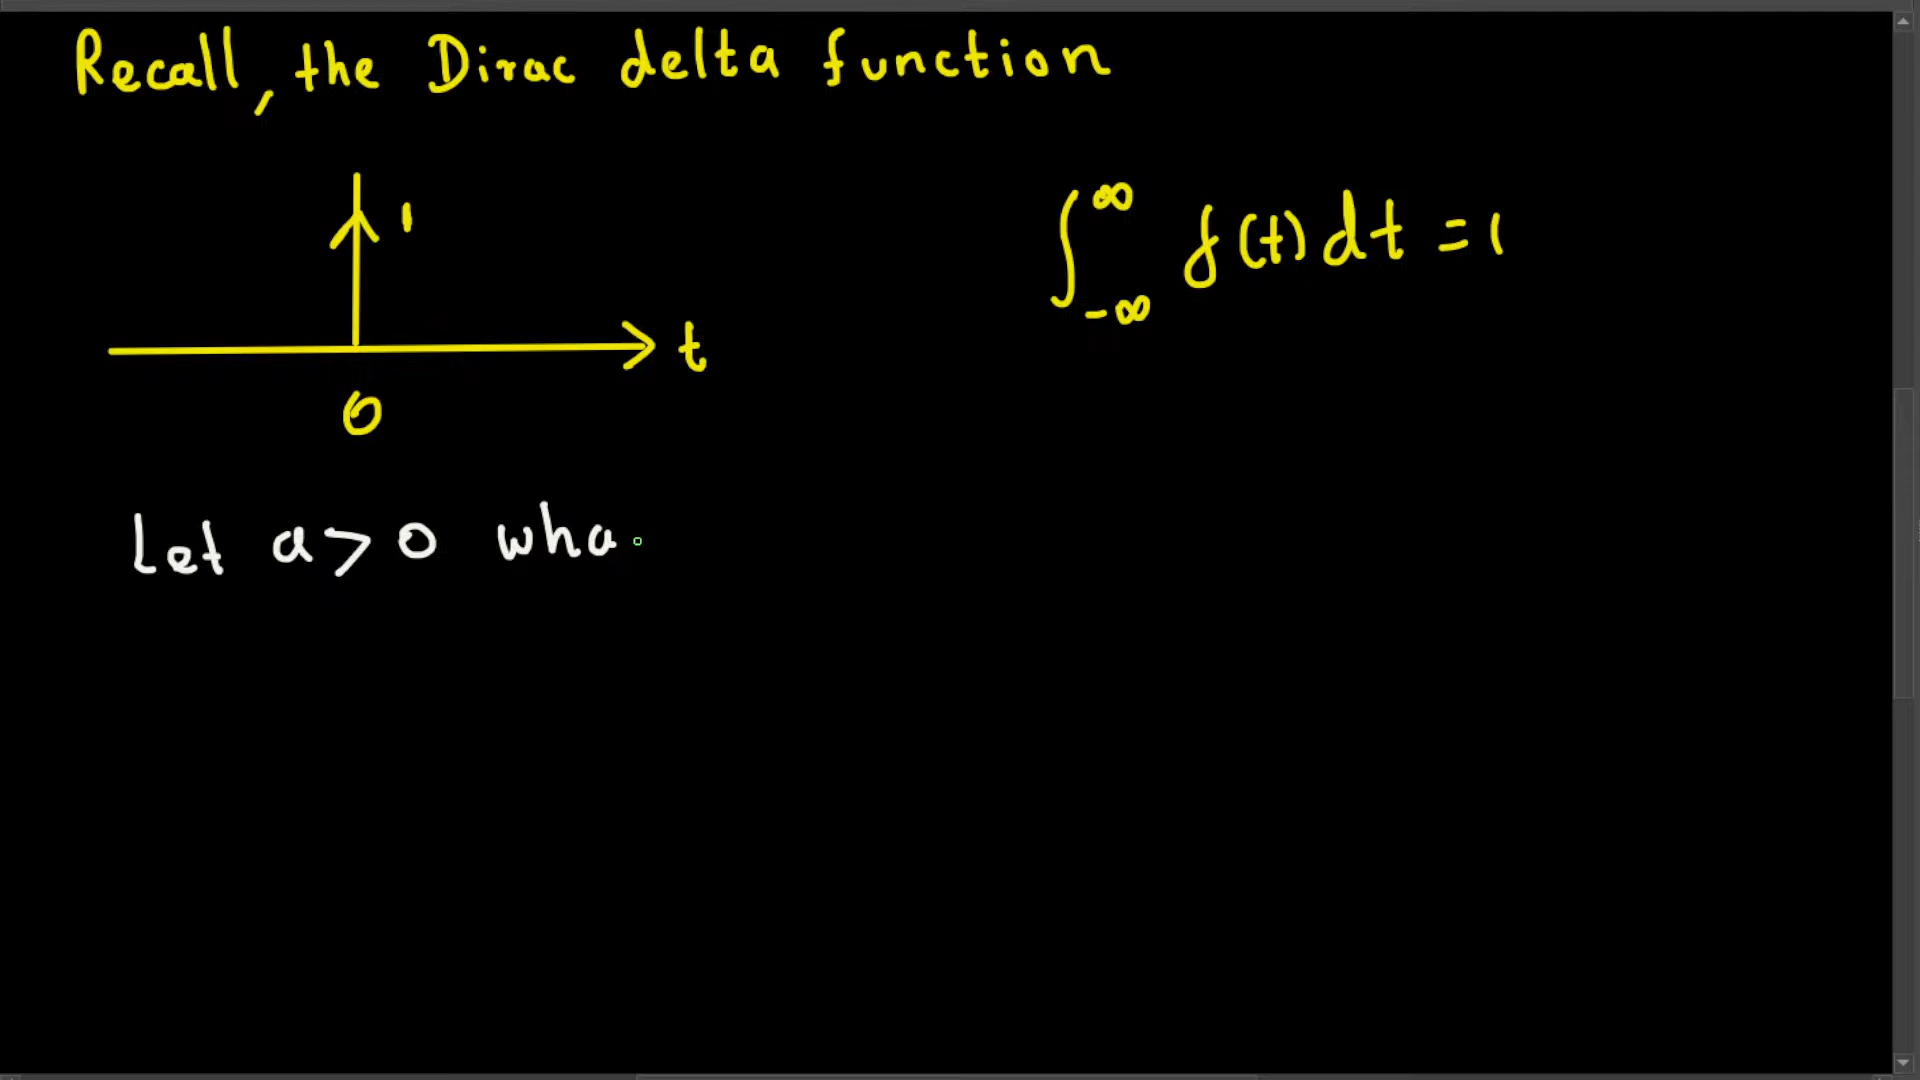 Recall, the Dirac delta function
1
∫_{-∞}^{∞} δ(t) dt = 1
t
0
Let a > 0 wha